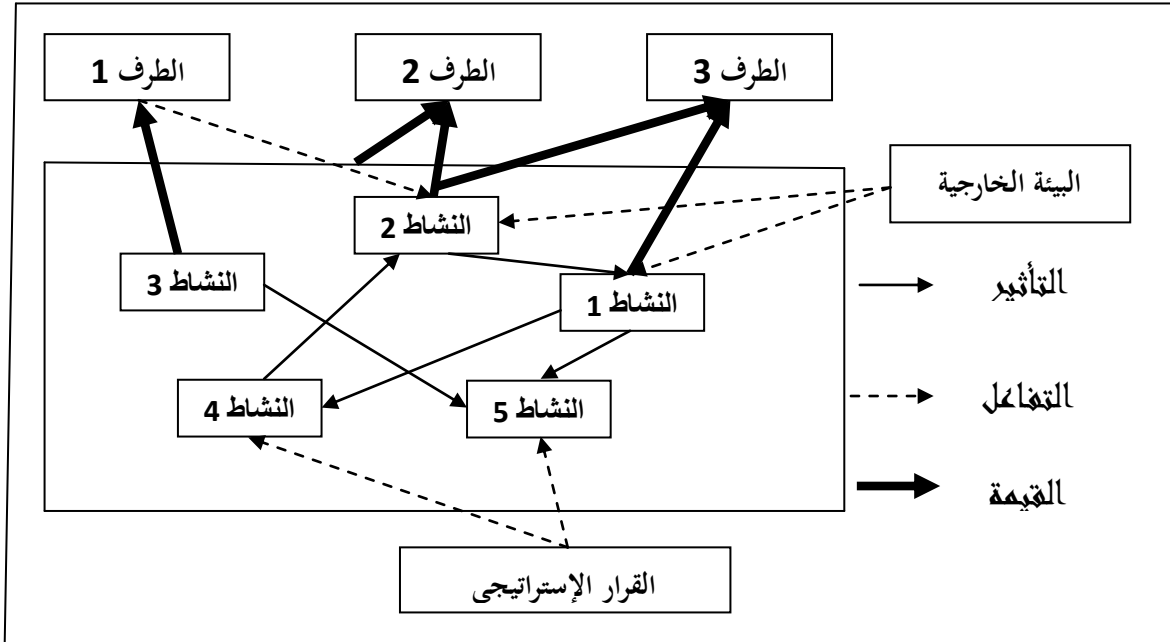 الطرف 1
الطرف 2
الطرف 3
البيئة الخارجية
النشاط 2
النشاط 3
النشاط 1
التأثير
النشاط 4
النشاط 5
التفاعل
القيمة
القرار الإستراتيجي